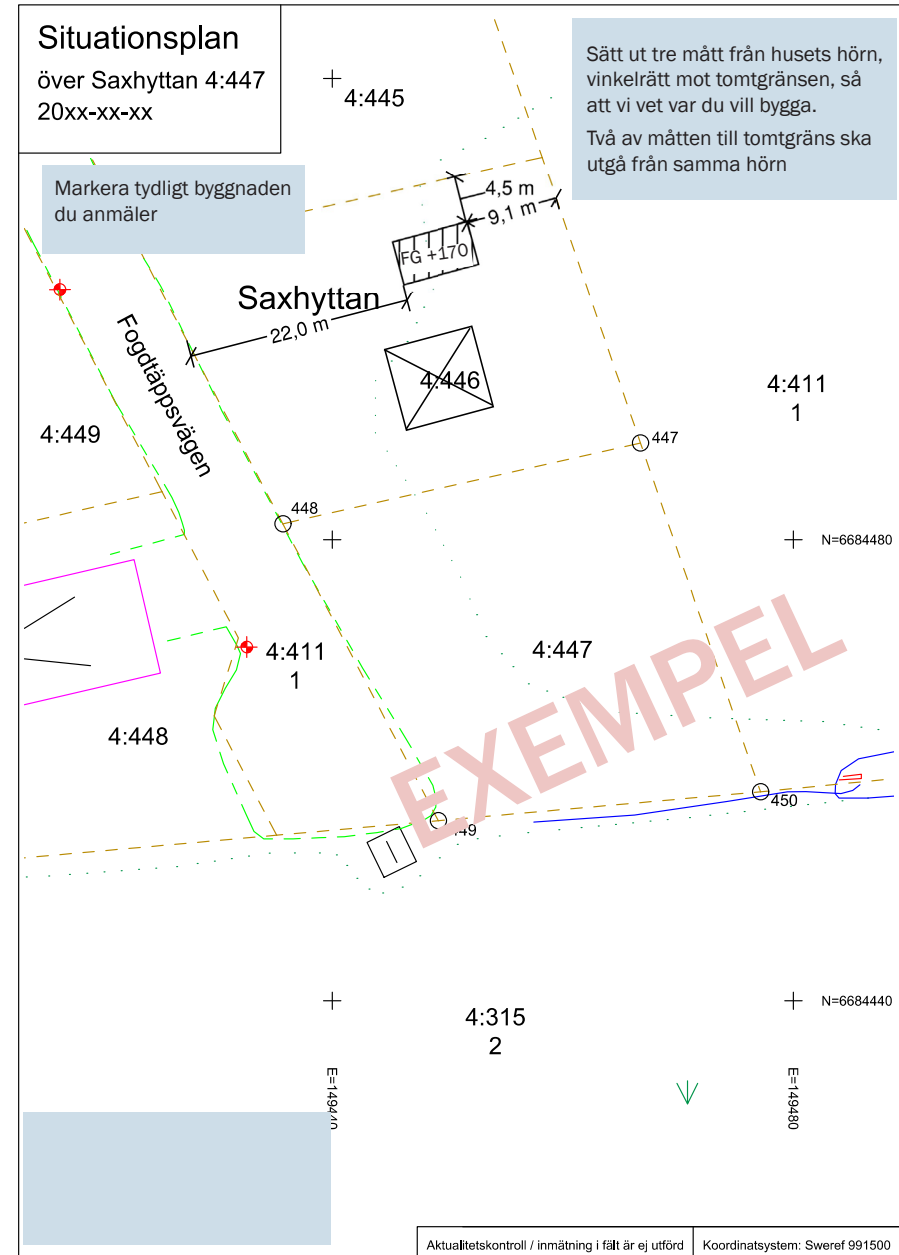 Situationsplan
över Saxhyttan 4:447
20xx-xx-xx
Sätt ut tre mått från husets hörn,
vinkelrätt mot tomtgränsen, så
att vi vet var du vill bygga.
Två av måtten till tomtgräns ska
utgå från samma hörn
4:445
Markera tydligt byggnaden
du anmäler
4,5 m
9,1 m
FG +170
Saxhyttan
22,0 m
Fogdtäppsvägen
4:446
4:411
1
4:449
447
448
N=6684480
4:411
1
4:447
4:448
EXEMPEL
450
449
N=6684440
4:315
2
E=149440
E=149480
Aktualitetskontroll / inmätning i fält är ej utförd
Koordinatsystem: Sweref 991500